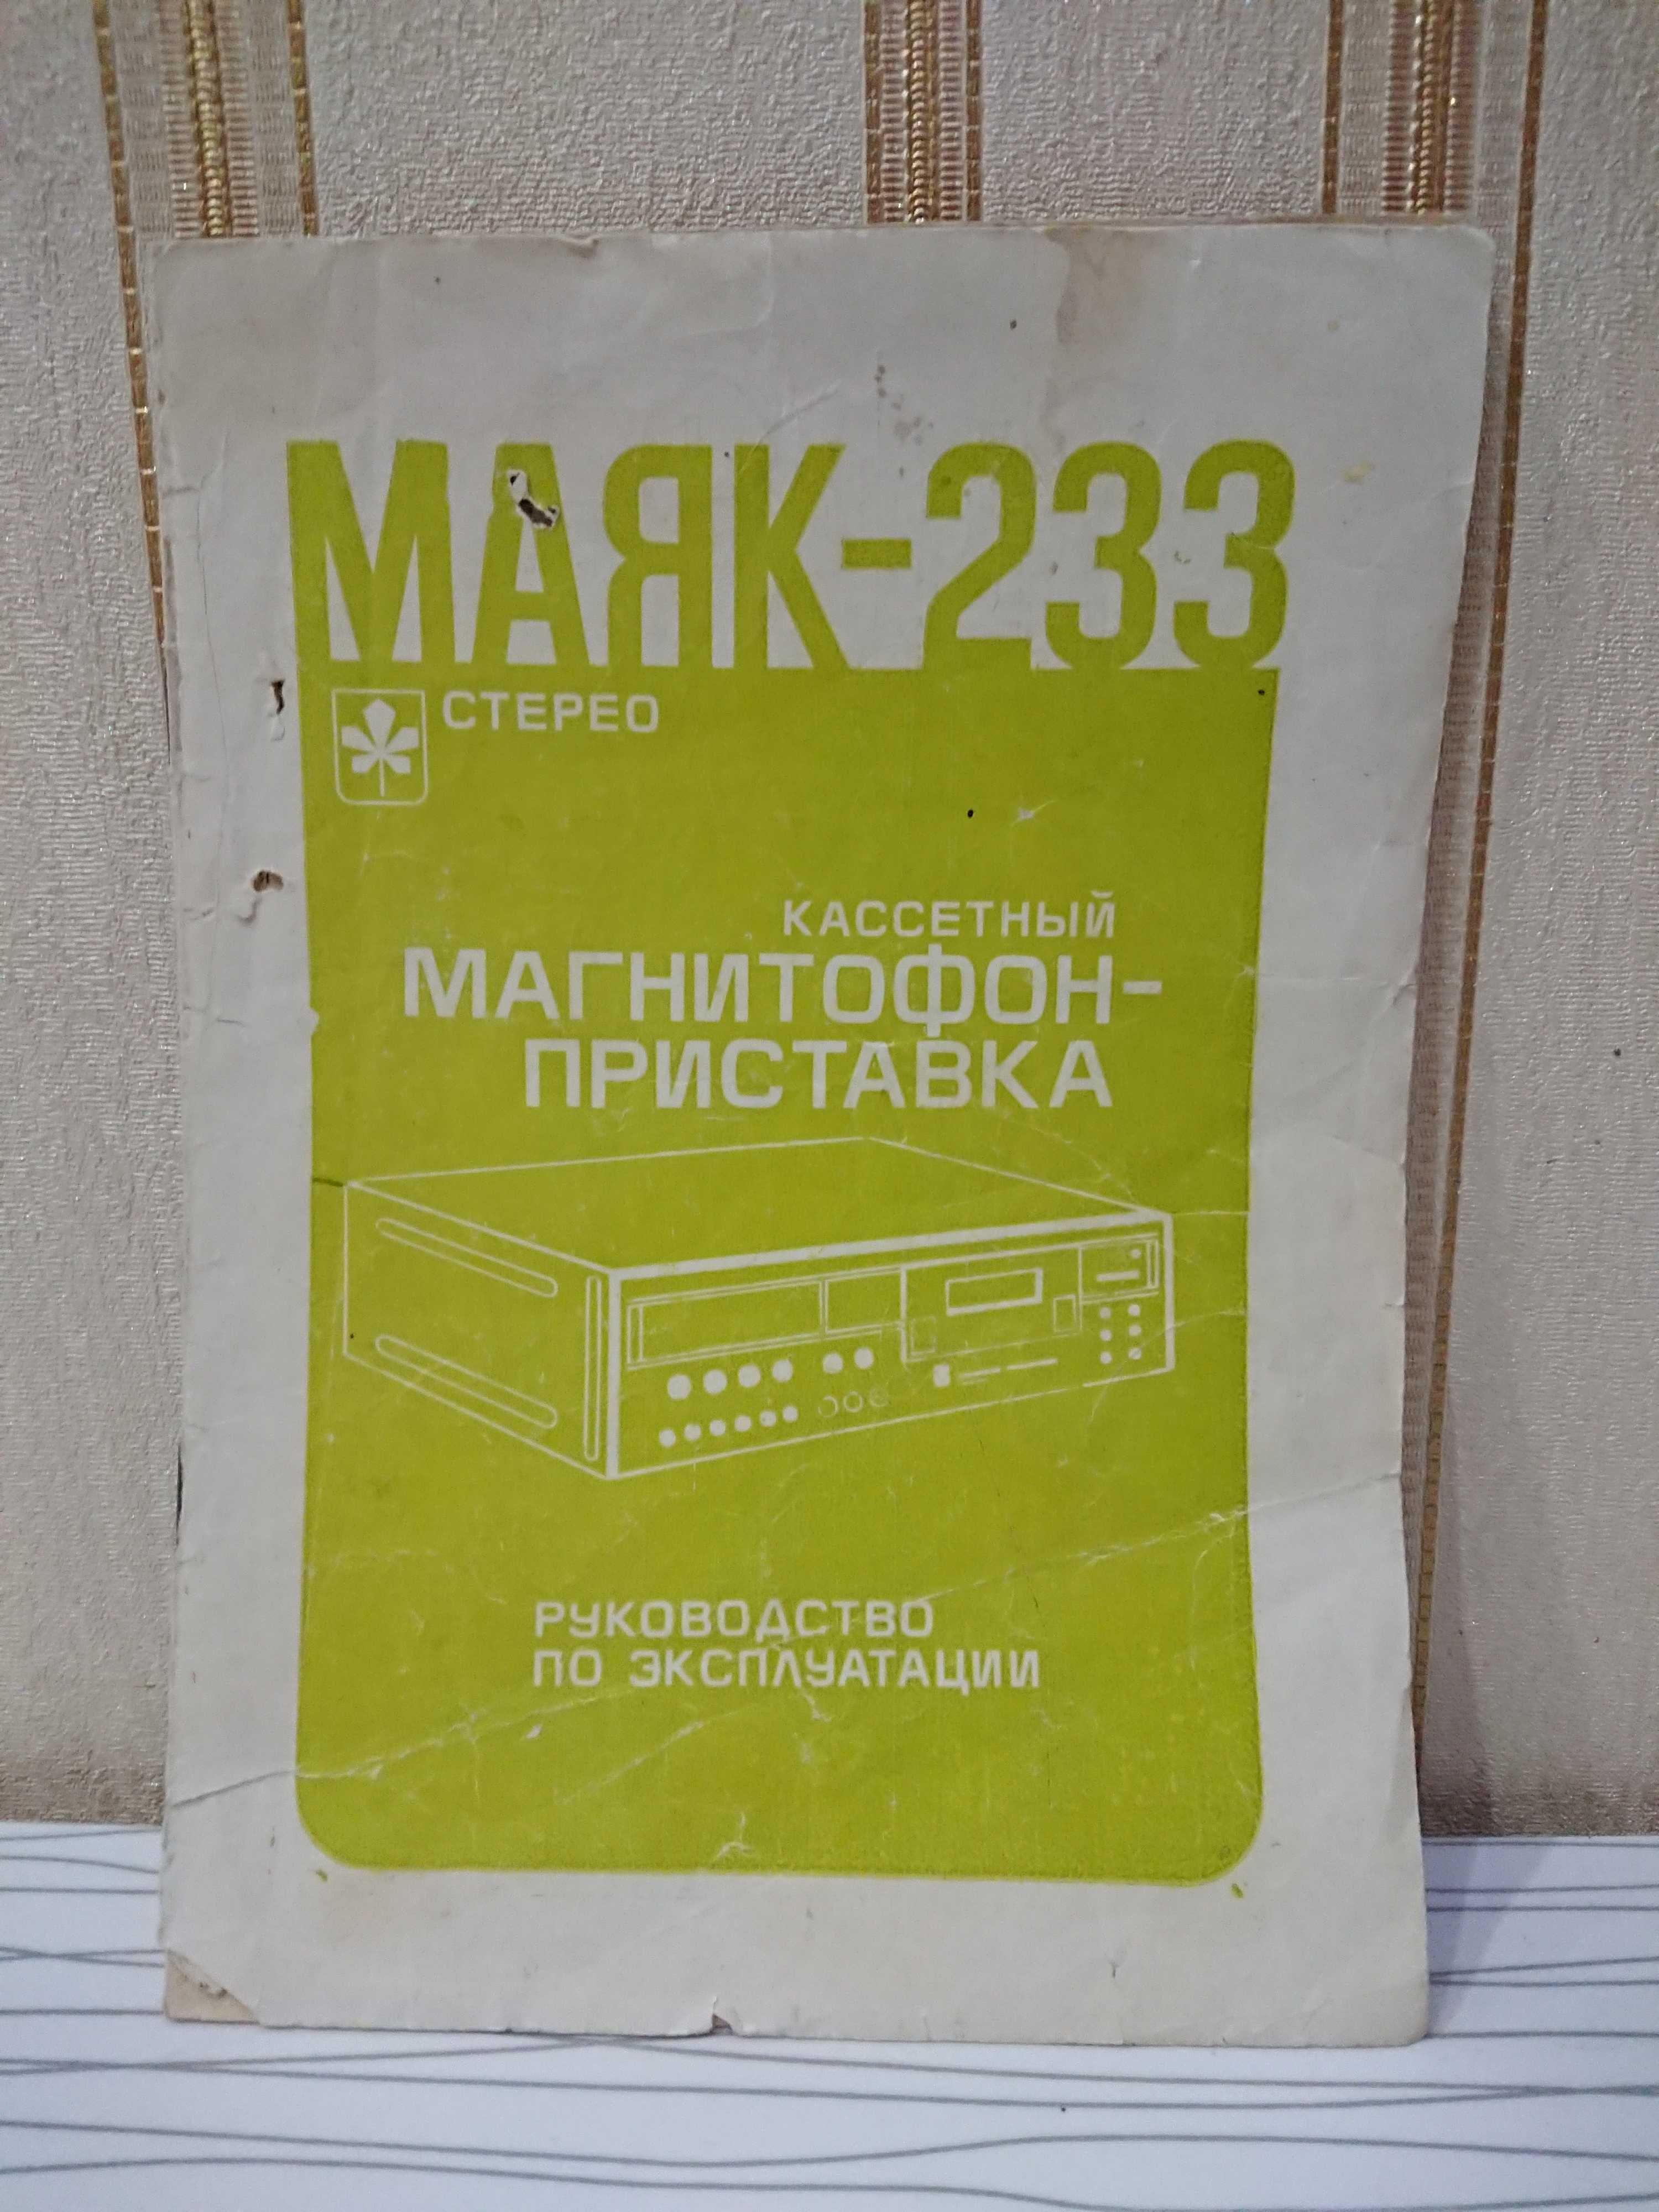 МАЯК-233
СТЕРЕО
КАССЕТНЫЙ
МАГНИТОФОН-
ПРИСТАВКА
РУКОВОДСТВО
ПО ЭКСПЛУАТАЦИИ